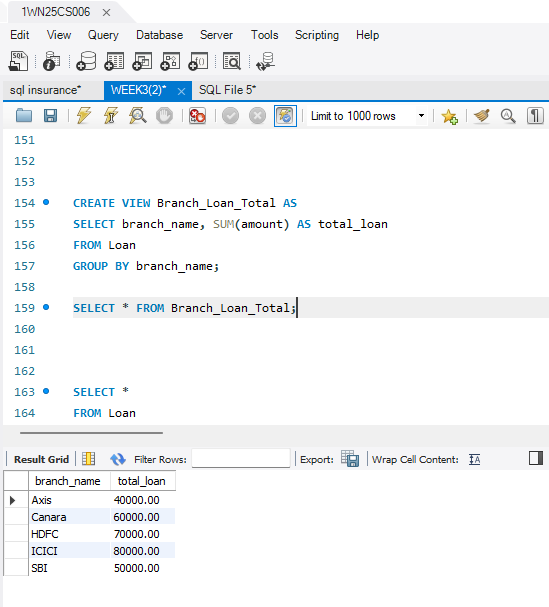 1WN25CS006
Edit View Query Database Server Tools Scripting Help
SQL
sql insurance* WEEK3(2)* SQL File 5*
Limit to 1000 rows
151
152
153
154 CREATE VIEW Branch_Loan_Total AS
155 SELECT branch_name, SUM(amount) AS total_loan
156 FROM Loan
157 GROUP BY branch_name;
158
159 SELECT * FROM Branch_Loan_Total;
160
161
162
163 SELECT *
164 FROM Loan
Result Grid Filter Rows: Export: Wrap Cell Content:
branch_name total_loan
Axis 40000.00
Canara 60000.00
HDFC 70000.00
ICICI 80000.00
SBI 50000.00